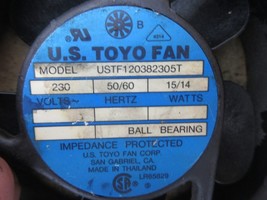 B
U.S. TOYO FAN
MODEL USTF120382305T
230 50/60 15/14
VOLTS~ HERTZ WATTS
BALL BEARING
IMPEDANCE PROTECTED
U.S. TOYO FAN CORP.
SAN GABRIEL, CA.
MADE IN THAILAND
LR65829